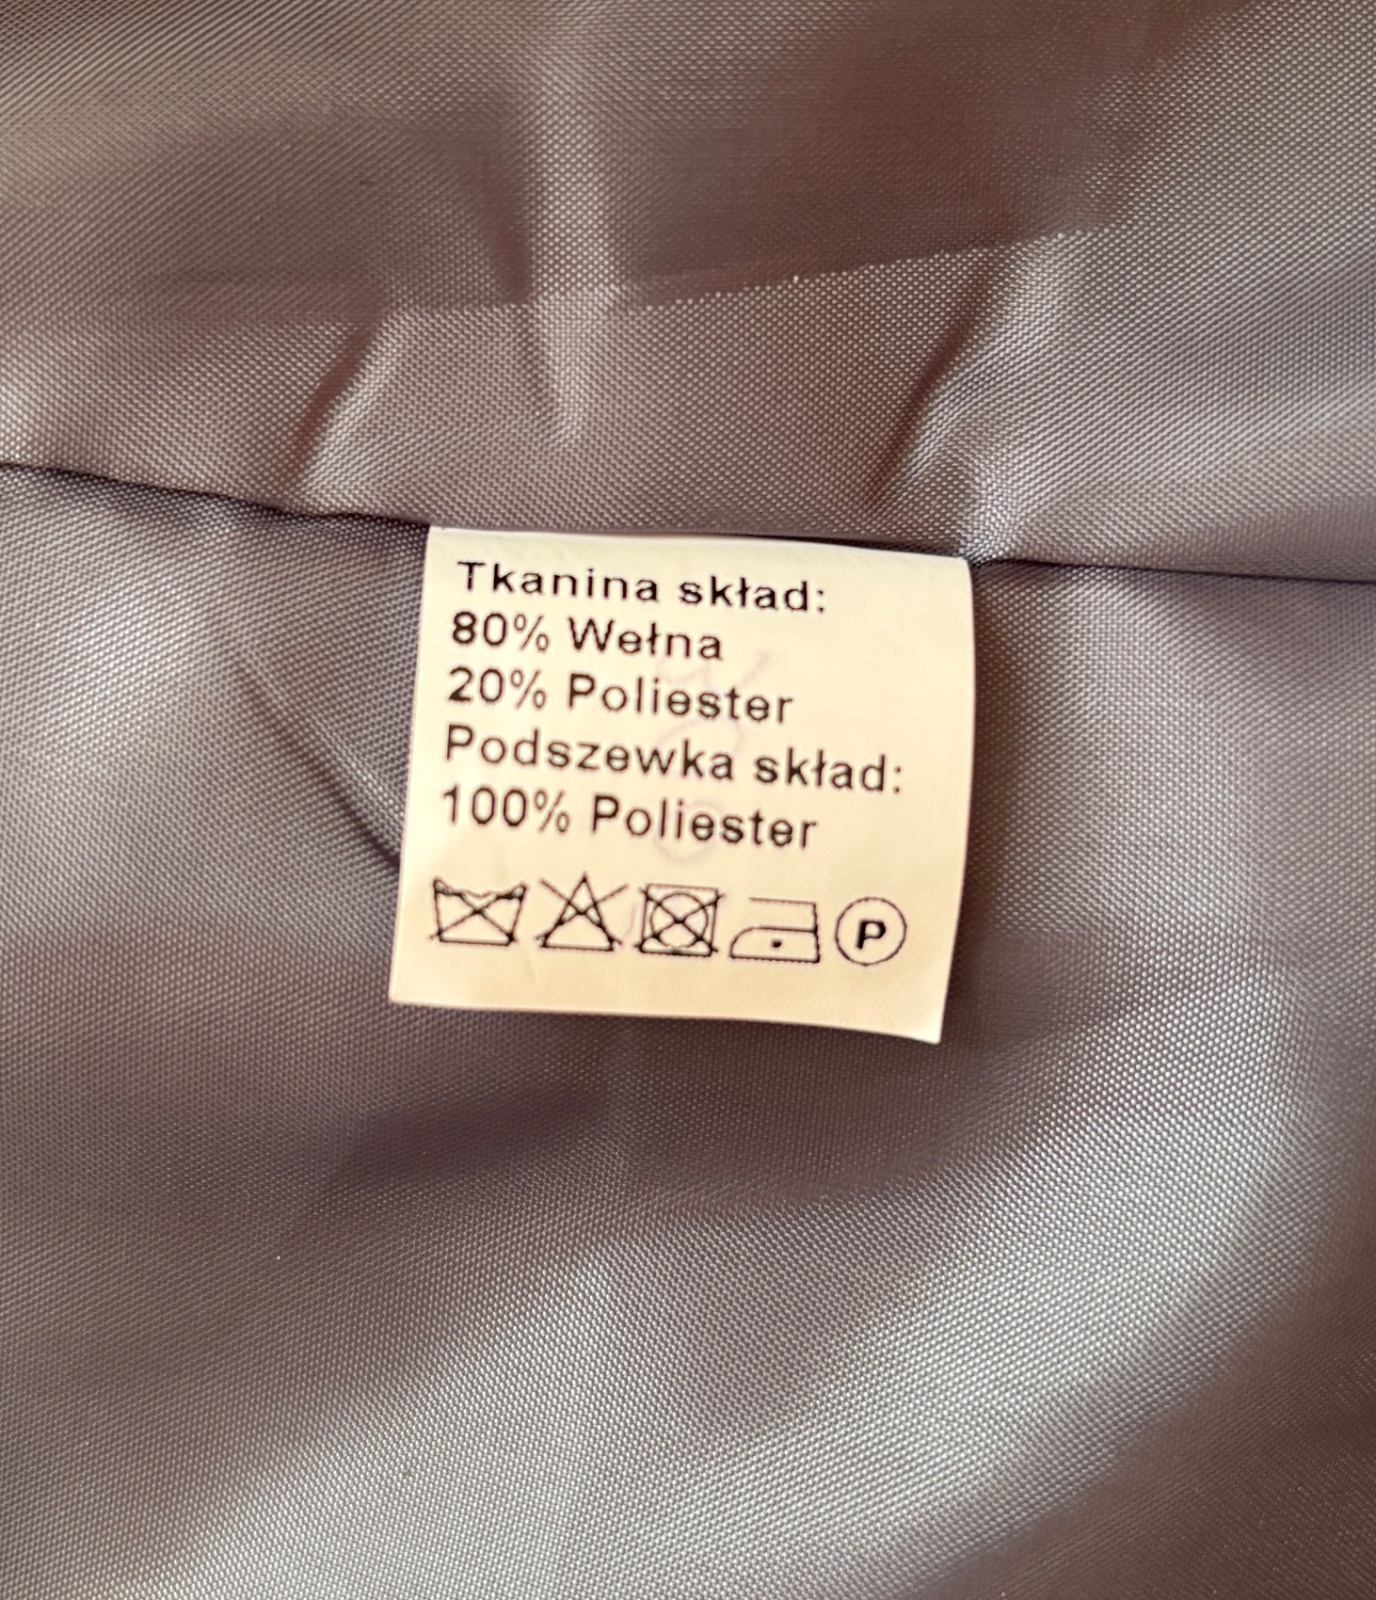 Tkanina skład:
80% Wełna
20% Poliester
Podszewka skład:
100% Poliester
P